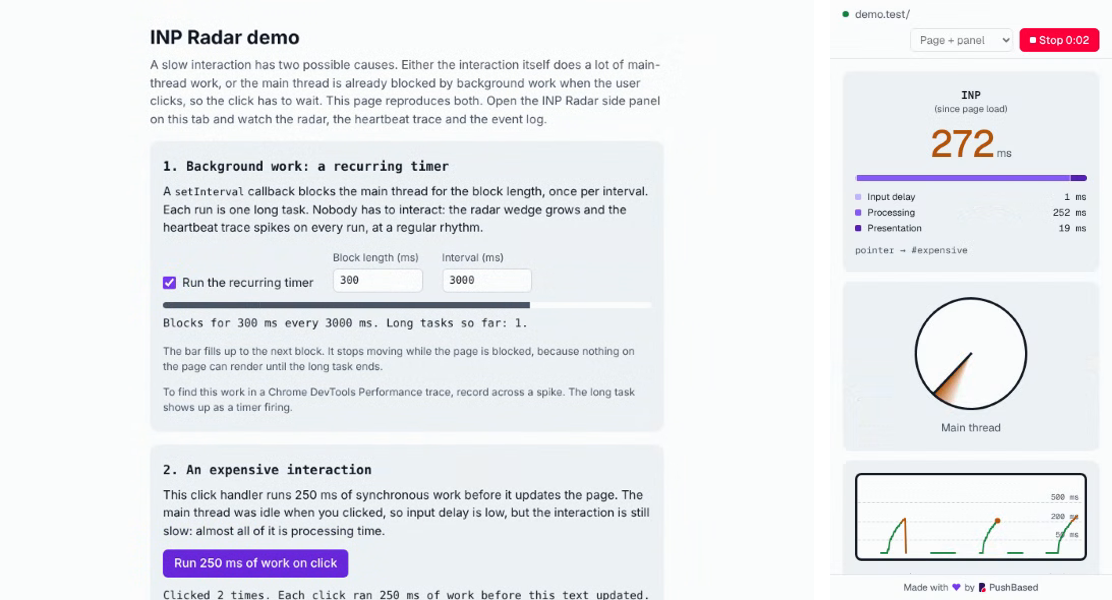 INP Radar demo
A slow interaction has two possible causes. Either the interaction itself does a lot of main-
thread work, or the main thread is already blocked by background work when the user
clicks, so the click has to wait. This page reproduces both. Open the INP Radar side panel
on this tab and watch the radar, the heartbeat trace and the event log.
1. Background work: a recurring timer
A setInterval callback blocks the main thread for the block length, once per interval.
Each run is one long task. Nobody has to interact: the radar wedge grows and the
heartbeat trace spikes on every run, at a regular rhythm.
Block length (ms)
Interval (ms)
Run the recurring timer
300
3000
Blocks for 300 ms every 3000 ms. Long tasks so far: 1.
The bar fills up to the next block. It stops moving while the page is blocked, because nothing on
the page can render until the long task ends.
To find this work in a Chrome DevTools Performance trace, record across a spike. The long task
shows up as a timer firing.
2. An expensive interaction
This click handler runs 250 ms of synchronous work before it updates the page. The
main thread was idle when you clicked, so input delay is low, but the interaction is still
slow: almost all of it is processing time.
Run 250 ms of work on click
Clicked 2 times. Each click ran 250 ms of work before this text updated.
demo.test/
Page + panel
Stop 0:02
INP
(since page load)
272 ms
Input delay 1 ms
Processing 252 ms
Presentation 19 ms
pointer → #expensive
Main thread
500 ms
200 ms
50 ms
Made with 💜 by PushBased